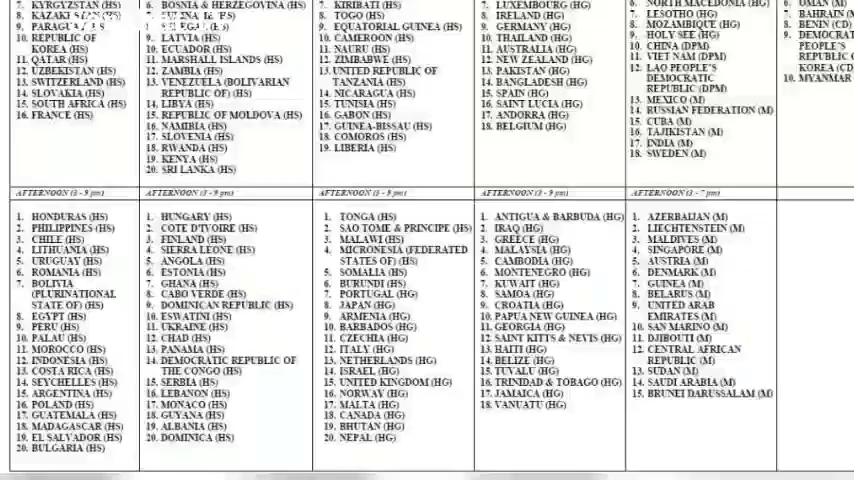 7. KYRGYZSTAN (HS)
8. KAZAKHSTAN (HS)
9. PARAGUAY (HS)
10. REPUBLIC OF
KOREA (HS)
11. QATAR (HS)
12. UZBEKISTAN (HS)
13. SWITZERLAND (HS)
14. SLOVAKIA (HS)
15. SOUTH AFRICA (HS)
16. FRANCE (HS)
6. BOSNIA & HERZEGOVINA (HS)
9. LATVIA (HS)
10. ECUADOR (HS)
11. MARSHALL ISLANDS (HS)
12. ZAMBIA (HS)
13. VENEZUELA (BOLIVARIAN
REPUBLIC OF) (HS)
14. LIBYA (HS)
15. REPUBLIC OF MOLDOVA (HS)
16. NAMIBIA (HS)
17. SLOVENIA (HS)
18. RWANDA (HS)
19. KENYA (HS)
20. SRI LANKA (HS)
7. KIRIBATI (HS)
8. TOGO (HS)
9. EQUATORIAL GUINEA (HS)
10. CAMEROON (HS)
11. NAURU (HS)
12. ZIMBABWE (HS)
13. UNITED REPUBLIC OF
TANZANIA (HS)
14. NICARAGUA (HS)
15. TUNISIA (HS)
16. GABON (HS)
17. GUINEA-BISSAU (HS)
18. COMOROS (HS)
19. LIBERIA (HS)
7. LUXEMBOURG (HG)
8. IRELAND (HG)
9. GERMANY (HG)
10. THAILAND (HG)
11. AUSTRALIA (HG)
12. NEW ZEALAND (HG)
13. PAKISTAN (HG)
14. BANGLADESH (HG)
15. SPAIN (HG)
16. SAINT LUCIA (HG)
17. ANDORRA (HG)
18. BELGIUM (HG)
6. NORTH MACEDONIA (HG)
7. LESOTHO (HG)
8. MOZAMBIQUE (HG)
9. HOLY SEE (HG)
10. CHINA (DPM)
11. VIET NAM (DPM)
12. LAO PEOPLE'S
DEMOCRATIC
REPUBLIC (DPM)
13. MEXICO (M)
14. RUSSIAN FEDERATION (M)
15. CUBA (M)
16. TAJIKISTAN (M)
17. INDIA (M)
18. SWEDEN (M)
6. OMAN (M)
7. BAHRAIN (M
8. BENIN (CD)
9. DEMOCRAT
PEOPLE'S
REPUBLIC O
KOREA (CD
10. MYANMAR
AFTERNOON (3 - 9 pm)
1. HONDURAS (HS)
2. PHILIPPINES (HS)
3. CHILE (HS)
4. LITHUANIA (HS)
5. URUGUAY (HS)
6. ROMANIA (HS)
7. BOLIVIA
(PLURINATIONAL
STATE OF) (HS)
8. EGYPT (HS)
9. PERU (HS)
10. PALAU (HS)
11. MOROCCO (HS)
12. INDONESIA (HS)
13. COSTA RICA (HS)
14. SEYCHELLES (HS)
15. ARGENTINA (HS)
16. POLAND (HS)
17. GUATEMALA (HS)
18. MADAGASCAR (HS)
19. EL SALVADOR (HS)
20. BULGARIA (HS)
AFTERNOON (3 - 9 pm)
1. HUNGARY (HS)
2. COTE D'IVOIRE (HS)
3. FINLAND (HS)
4. SIERRA LEONE (HS)
5. ANGOLA (HS)
6. ESTONIA (HS)
7. GHANA (HS)
8. CABO VERDE (HS)
9. DOMINICAN REPUBLIC (HS)
10. ESWATINI (HS)
11. UKRAINE (HS)
12. CHAD (HS)
13. PANAMA (HS)
14. DEMOCRATIC REPUBLIC OF
THE CONGO (HS)
15. SERBIA (HS)
16. LEBANON (HS)
17. MONACO (HS)
18. GUYANA (HS)
19. ALBANIA (HS)
20. DOMINICA (HS)
AFTERNOON (3 - 9 pm)
1. TONGA (HS)
2. SAO TOME & PRINCIPE (HS)
3. MALAWI (HS)
4. MICRONESIA (FEDERATED
STATES OF) (HS)
5. SOMALIA (HS)
6. BURUNDI (HS)
7. PORTUGAL (HG)
8. JAPAN (HG)
9. ARMENIA (HG)
10. BARBADOS (HG)
11. CZECHIA (HG)
12. ITALY (HG)
13. NETHERLANDS (HG)
14. ISRAEL (HG)
15. UNITED KINGDOM (HG)
16. NORWAY (HG)
17. MALTA (HG)
18. CANADA (HG)
19. BHUTAN (HG)
20. NEPAL (HG)
AFTERNOON (3 - 9 pm)
1. ANTIGUA & BARBUDA (HG)
2. IRAQ (HG)
3. GREECE (HG)
4. MALAYSIA (HG)
5. CAMBODIA (HG)
6. MONTENEGRO (HG)
7. KUWAIT (HG)
8. SAMOA (HG)
9. CROATIA (HG)
10. PAPUA NEW GUINEA (HG)
11. GEORGIA (HG)
12. SAINT KITTS & NEVIS (HG)
13. HAITI (HG)
14. BELIZE (HG)
15. TUVALU (HG)
16. TRINIDAD & TOBAGO (HG)
17. JAMAICA (HG)
18. VANUATU (HG)
AFTERNOON (3 - 7 pm)
1. AZERBAIJAN (M)
2. LIECHTENSTEIN (M)
3. MALDIVES (M)
4. SINGAPORE (M)
5. AUSTRIA (M)
6. DENMARK (M)
7. GUINEA (M)
8. BELARUS (M)
9. UNITED ARAB
EMIRATES (M)
10. SAN MARINO (M)
11. DJIBOUTI (M)
12. CENTRAL AFRICAN
REPUBLIC (M)
13. SUDAN (M)
14. SAUDI ARABIA (M)
15. BRUNEI DARUSSALAM (M)